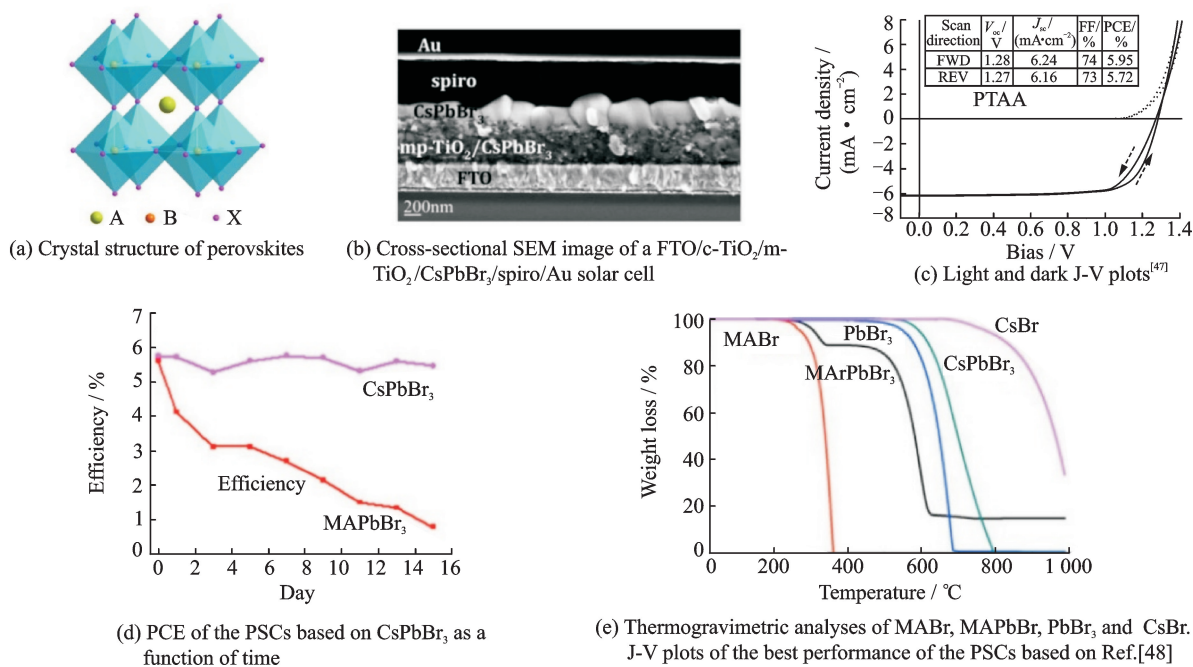 A B X
(a) Crystal structure of perovskites
Au
spiro
CsPbBr₃
mp-TiO₂/CsPbBr₃
FTO
200nm
(b) Cross-sectional SEM image of a FTO/c-TiO₂/m-
TiO₂/CsPbBr₃/spiro/Au solar cell
Current density /
(mA • cm⁻²)
8
6
4
2
0
−2
−4
−6
−8
Scan direction Vₒc/ V Jsc/ (mA•cm⁻²) FF/ % PCE/ %
FWD 1.28 6.24 74 5.95
REV 1.27 6.16 73 5.72
PTAA
0.0 0.2 0.4 0.6 0.8 1.0 1.2 1.4
Bias / V
(c) Light and dark J-V plots[47]
Efficiency / %
7
6
5
4
3
2
1
0
CsPbBr₃
Efficiency
MAPbBr₃
0 2 4 6 8 10 12 14 16
Day
(d) PCE of the PSCs based on CsPbBr₃ as a
function of time
Weight loss / %
100
80
60
40
20
0
MABr
PbBr₃
CsBr
MArPbBr₃
CsPbBr₃
0 200 400 600 800 1 000
Temperature / ℃
(e) Thermogravimetric analyses of MABr, MAPbBr, PbBr₃ and CsBr.
J-V plots of the best performance of the PSCs based on Ref.[48]